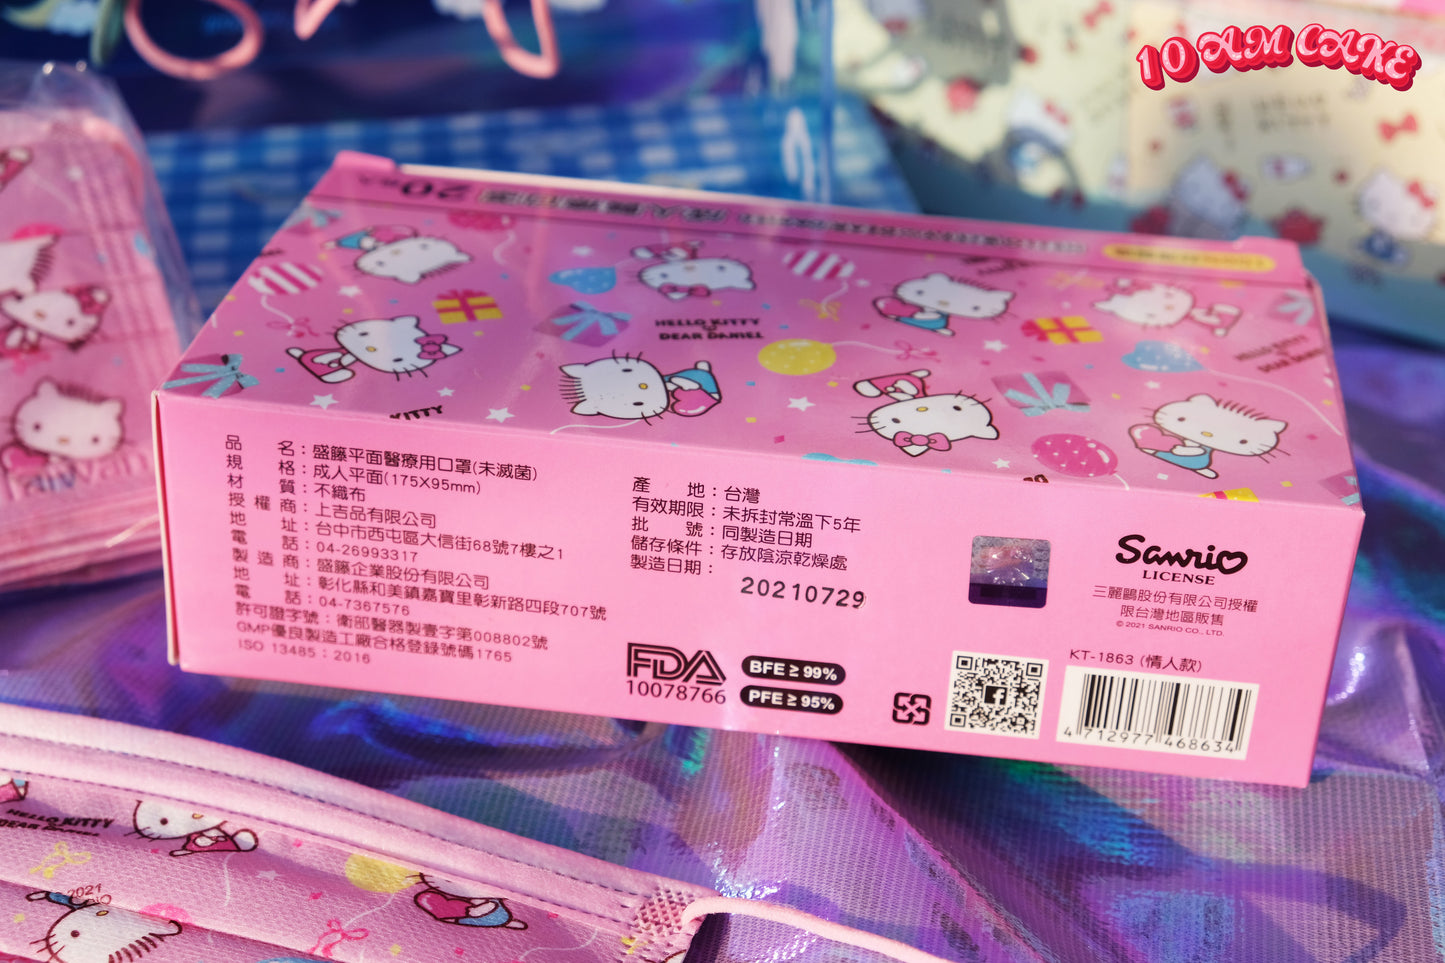 10 AM CAKE
20
HELLO KITTY
DEAR DANIEL
KITTY
品名：盛籐平面醫療用口罩(未滅菌)
規格：成人平面(175X95mm)
材質：不織布
授權商：上吉品有限公司
地址：台中市西屯區大信街68號7樓之1
電話：04-26993317
製造商：盛籐企業股份有限公司
地址：彰化縣和美鎮嘉寶里彰新路四段707號
電話：04-7367576
許可證字號：衛部醫器製壹字第008802號
GMP優良製造工廠合格登錄號碼1765
ISO 13485：2016
產地：台灣
有效期限：未拆封常溫下5年
批號：同製造日期
儲存條件：存放陰涼乾燥處
製造日期：
20210729
FDA
10078766
BFE ≥ 99%
PFE ≥ 95%
Sanrio
LICENSE
三麗鷗股份有限公司授權
限台灣地區販售
© 2021 SANRIO CO., LTD.
KT-1863 (情人款)
4 712977 468634
HELLO KITTY
DEAR DANIEL
2021